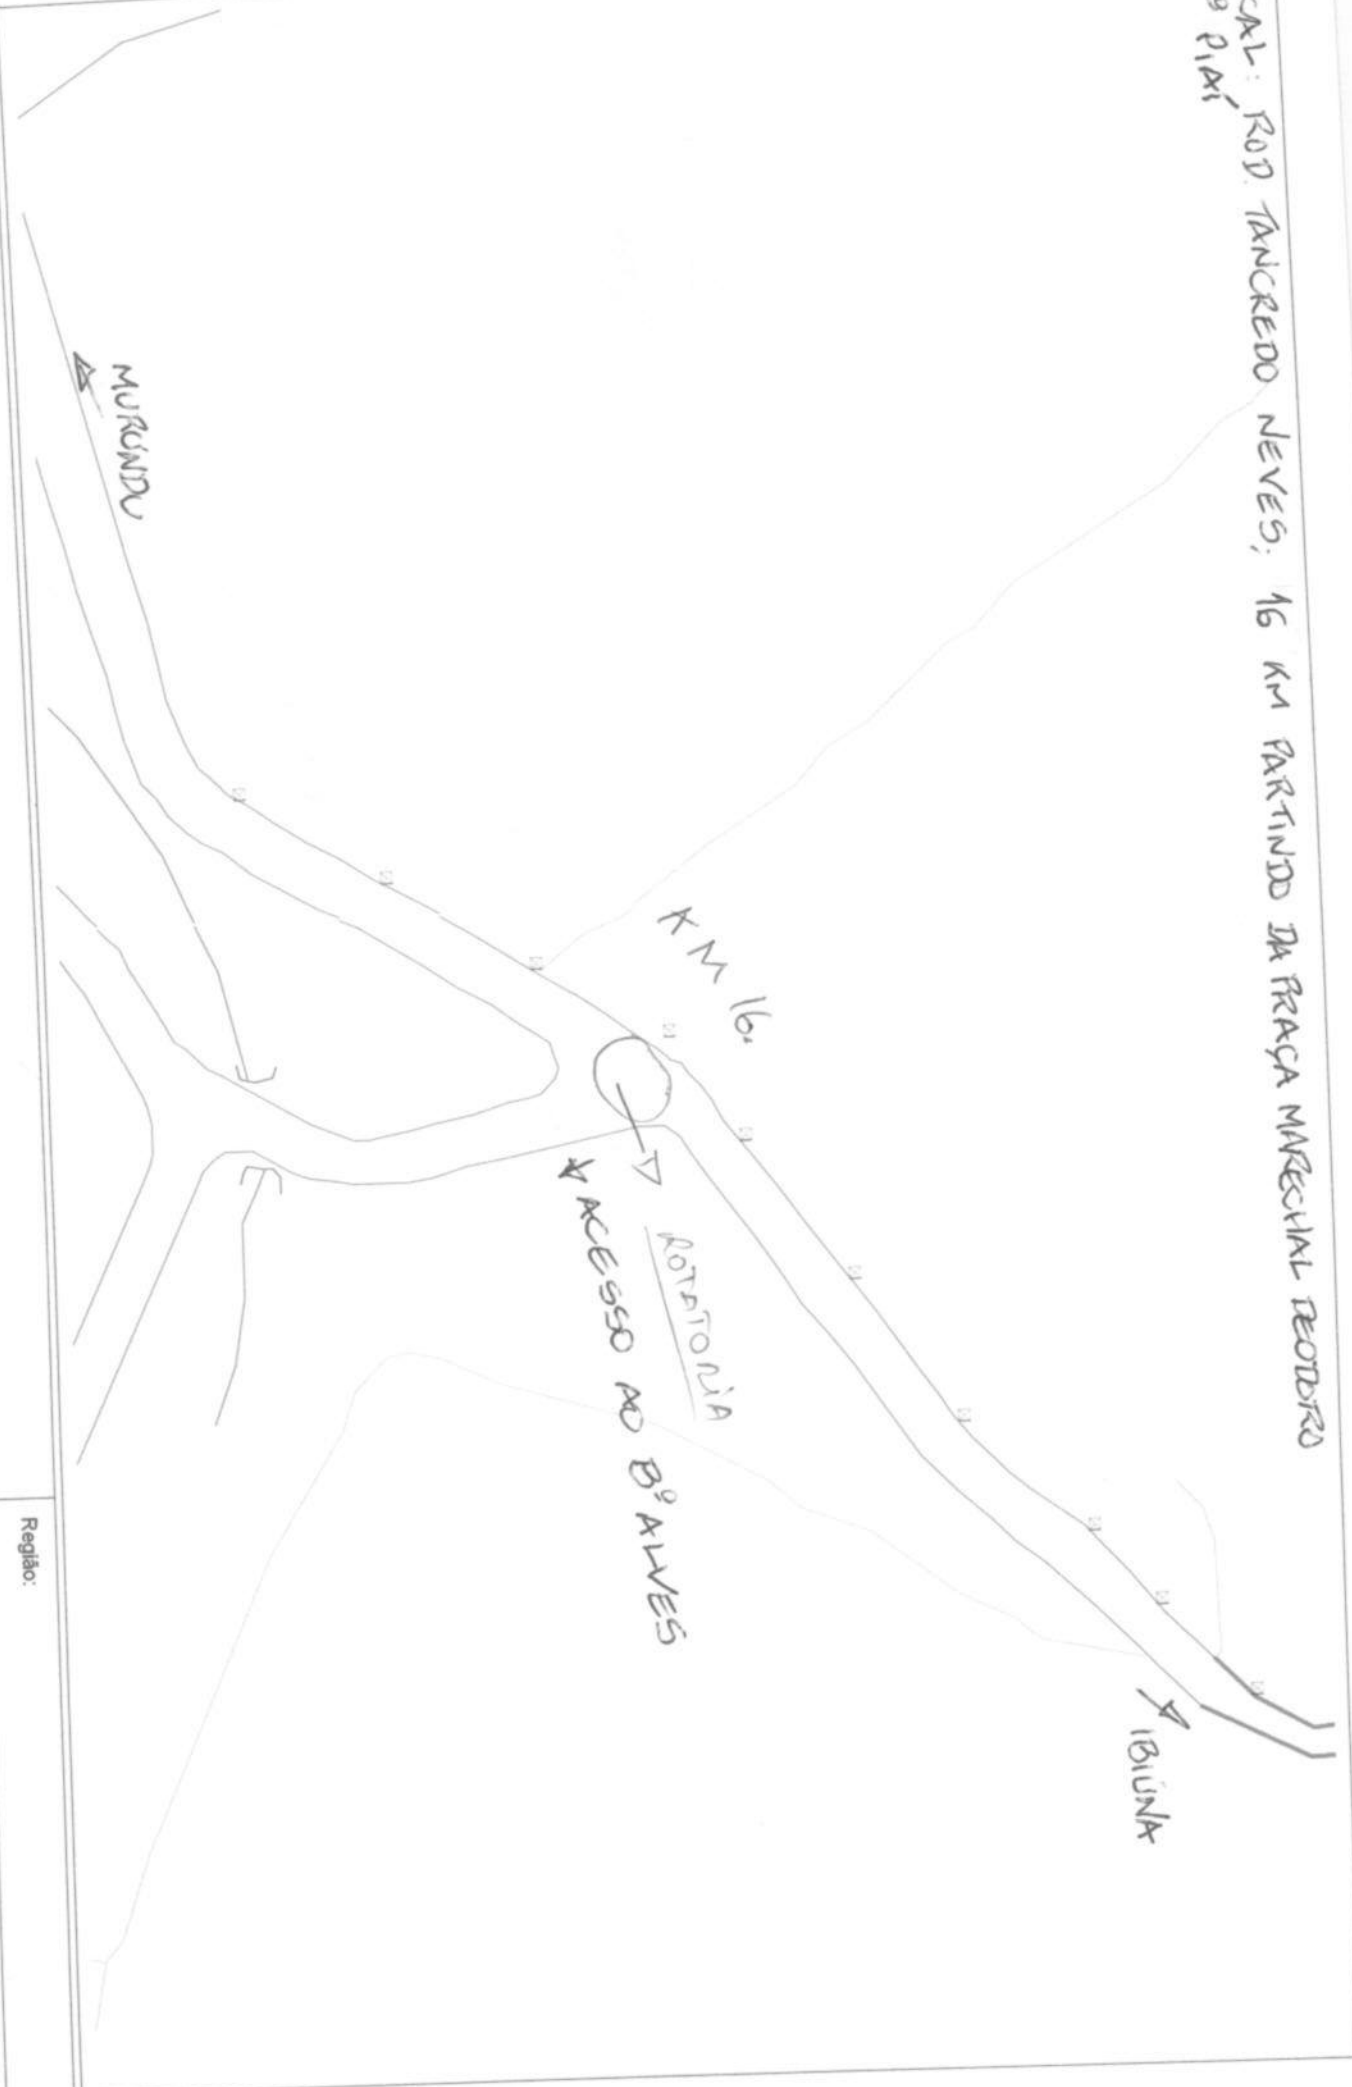 CAL: ROD. TANCREDO NEVES; 16 KM PARTINDO DA PRAÇA MARECHAL DEODORO
PIAÍ
KM 16.
IBIÚNA
ROTATORIA
ACESSO AO Bº ALVES
MURUNDU
Região: